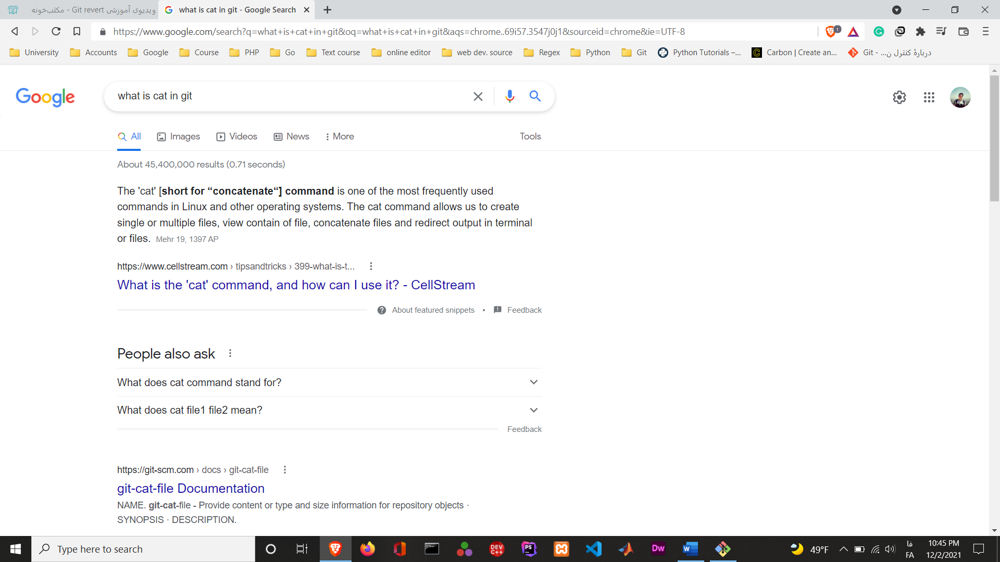 ویدیوی آموزشی Git revert - مکتب‌خونه
what is cat in git - Google Search
https://www.google.com/search?q=what+is+cat+in+git&oq=what+is+cat+in+git&aqs=chrome..69i57.3547j0j1&sourceid=chrome&ie=UTF-8
1
University
Accounts
Google
Course
PHP
Go
Text course
online editor
web dev. source
Regex
Python
Git
Python Tutorials –...
Carbon | Create an...
Git - دربارهٔ کنترل ن...
Google
what is cat in git
All
Images
Videos
News
More
Tools
About 45,400,000 results (0.71 seconds)
The 'cat' [short for “concatenate“] command is one of the most frequently used
commands in Linux and other operating systems. The cat command allows us to create
single or multiple files, view contain of file, concatenate files and redirect output in terminal
or files. Mehr 19, 1397 AP
https://www.cellstream.com › tipsandtricks › 399-what-is-t...
What is the 'cat' command, and how can I use it? - CellStream
About featured snippets • Feedback
People also ask
What does cat command stand for?
What does cat file1 file2 mean?
Feedback
https://git-scm.com › docs › git-cat-file
git-cat-file Documentation
NAME. git-cat-file - Provide content or type and size information for repository objects ·
SYNOPSIS · DESCRIPTION.
Type here to search
DEV C++
PS
Dw
W
49°F
فا
FA
10:45 PM
12/2/2021